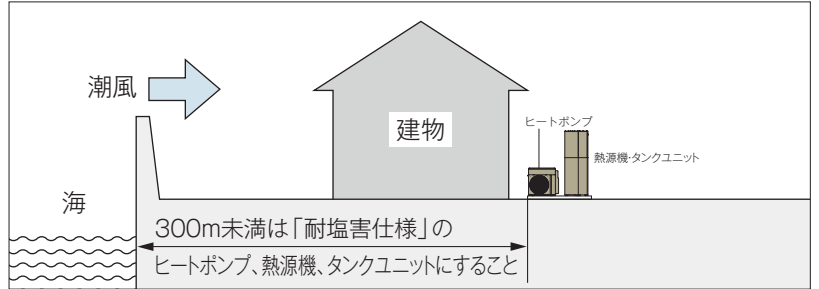 潮風
建物
ヒートポンプ
熱源機・タンクユニット
海
300m未満は「耐塩害仕様」の
ヒートポンプ、熱源機、タンクユニットにすること